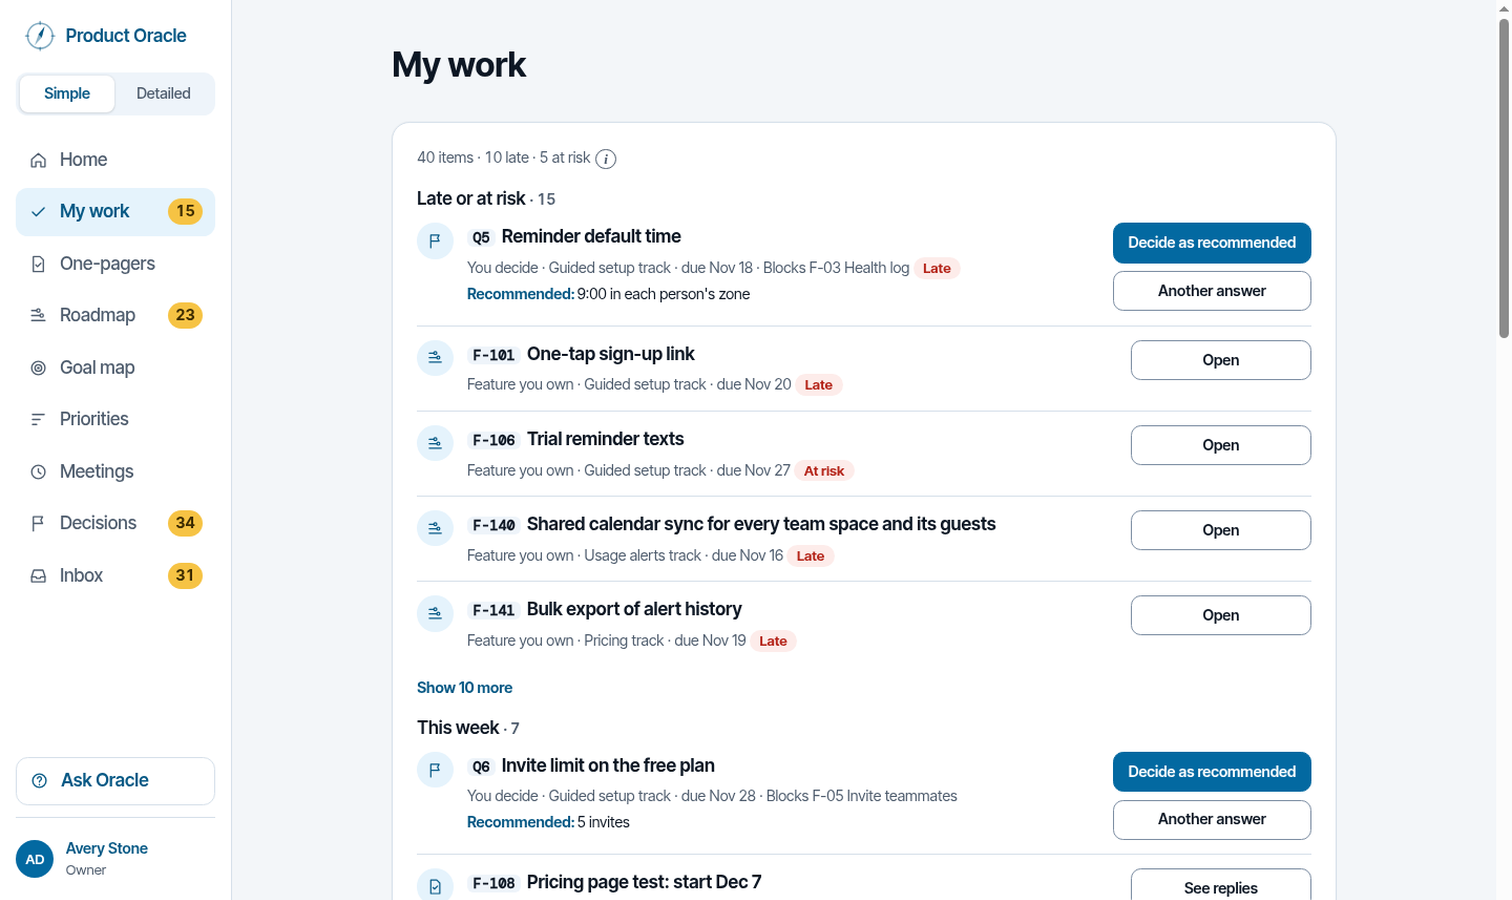 Product Oracle
Simple
Detailed
Home
My work
15
One-pagers
Roadmap
23
Goal map
Priorities
Meetings
Decisions
34
Inbox
31
Ask Oracle
AD
Avery Stone
Owner
My work
40 items · 10 late · 5 at risk i
Late or at risk · 15
Q5 Reminder default time
You decide · Guided setup track · due Nov 18 · Blocks F-03 Health log Late
Recommended: 9:00 in each person's zone
Decide as recommended
Another answer
F-101 One-tap sign-up link
Feature you own · Guided setup track · due Nov 20 Late
Open
F-106 Trial reminder texts
Feature you own · Guided setup track · due Nov 27 At risk
Open
F-140 Shared calendar sync for every team space and its guests
Feature you own · Usage alerts track · due Nov 16 Late
Open
F-141 Bulk export of alert history
Feature you own · Pricing track · due Nov 19 Late
Open
Show 10 more
This week · 7
Q6 Invite limit on the free plan
You decide · Guided setup track · due Nov 28 · Blocks F-05 Invite teammates
Recommended: 5 invites
Decide as recommended
Another answer
F-108 Pricing page test: start Dec 7
See replies